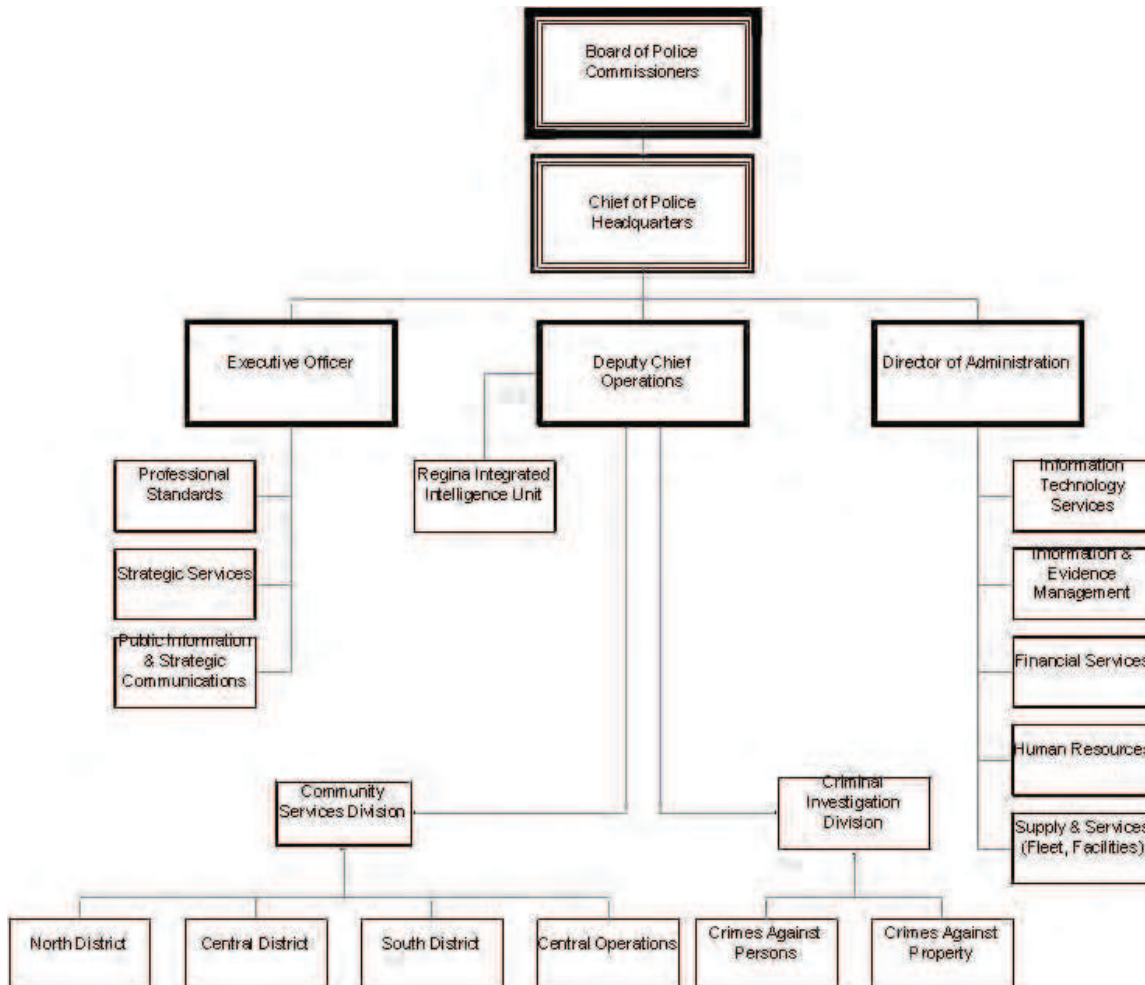 Board of Police
Commissioners
Chief of Police
Headquarters
Executive Officer
Deputy Chief
Operations
Director of Administration
Professional
Standards
Regina Integrated
Intelligence Unit
Information
Technology
Services
Strategic Services
Information &
Evidence
Management
Public Information
& Strategic
Communications
Financial Services
Human Resources
Community
Services Division
Criminal
Investigation
Division
Supply & Services
(Fleet, Facilities)
North District
Central District
South District
Central Operations
Crimes Against
Persons
Crimes Against
Property